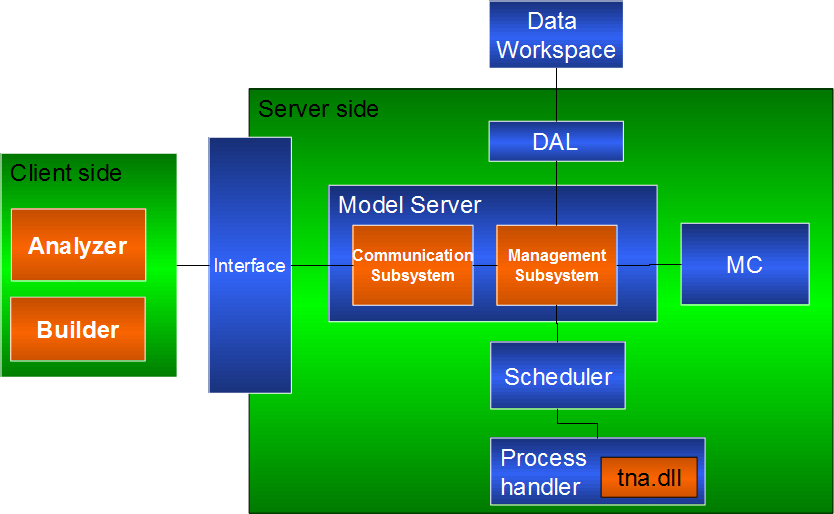 Data
Workspace
Server side
DAL
Client side
Model Server
Analyzer
Interface
Communication
Subsystem
Management
Subsystem
MC
Builder
Scheduler
Process
handler
tna.dll